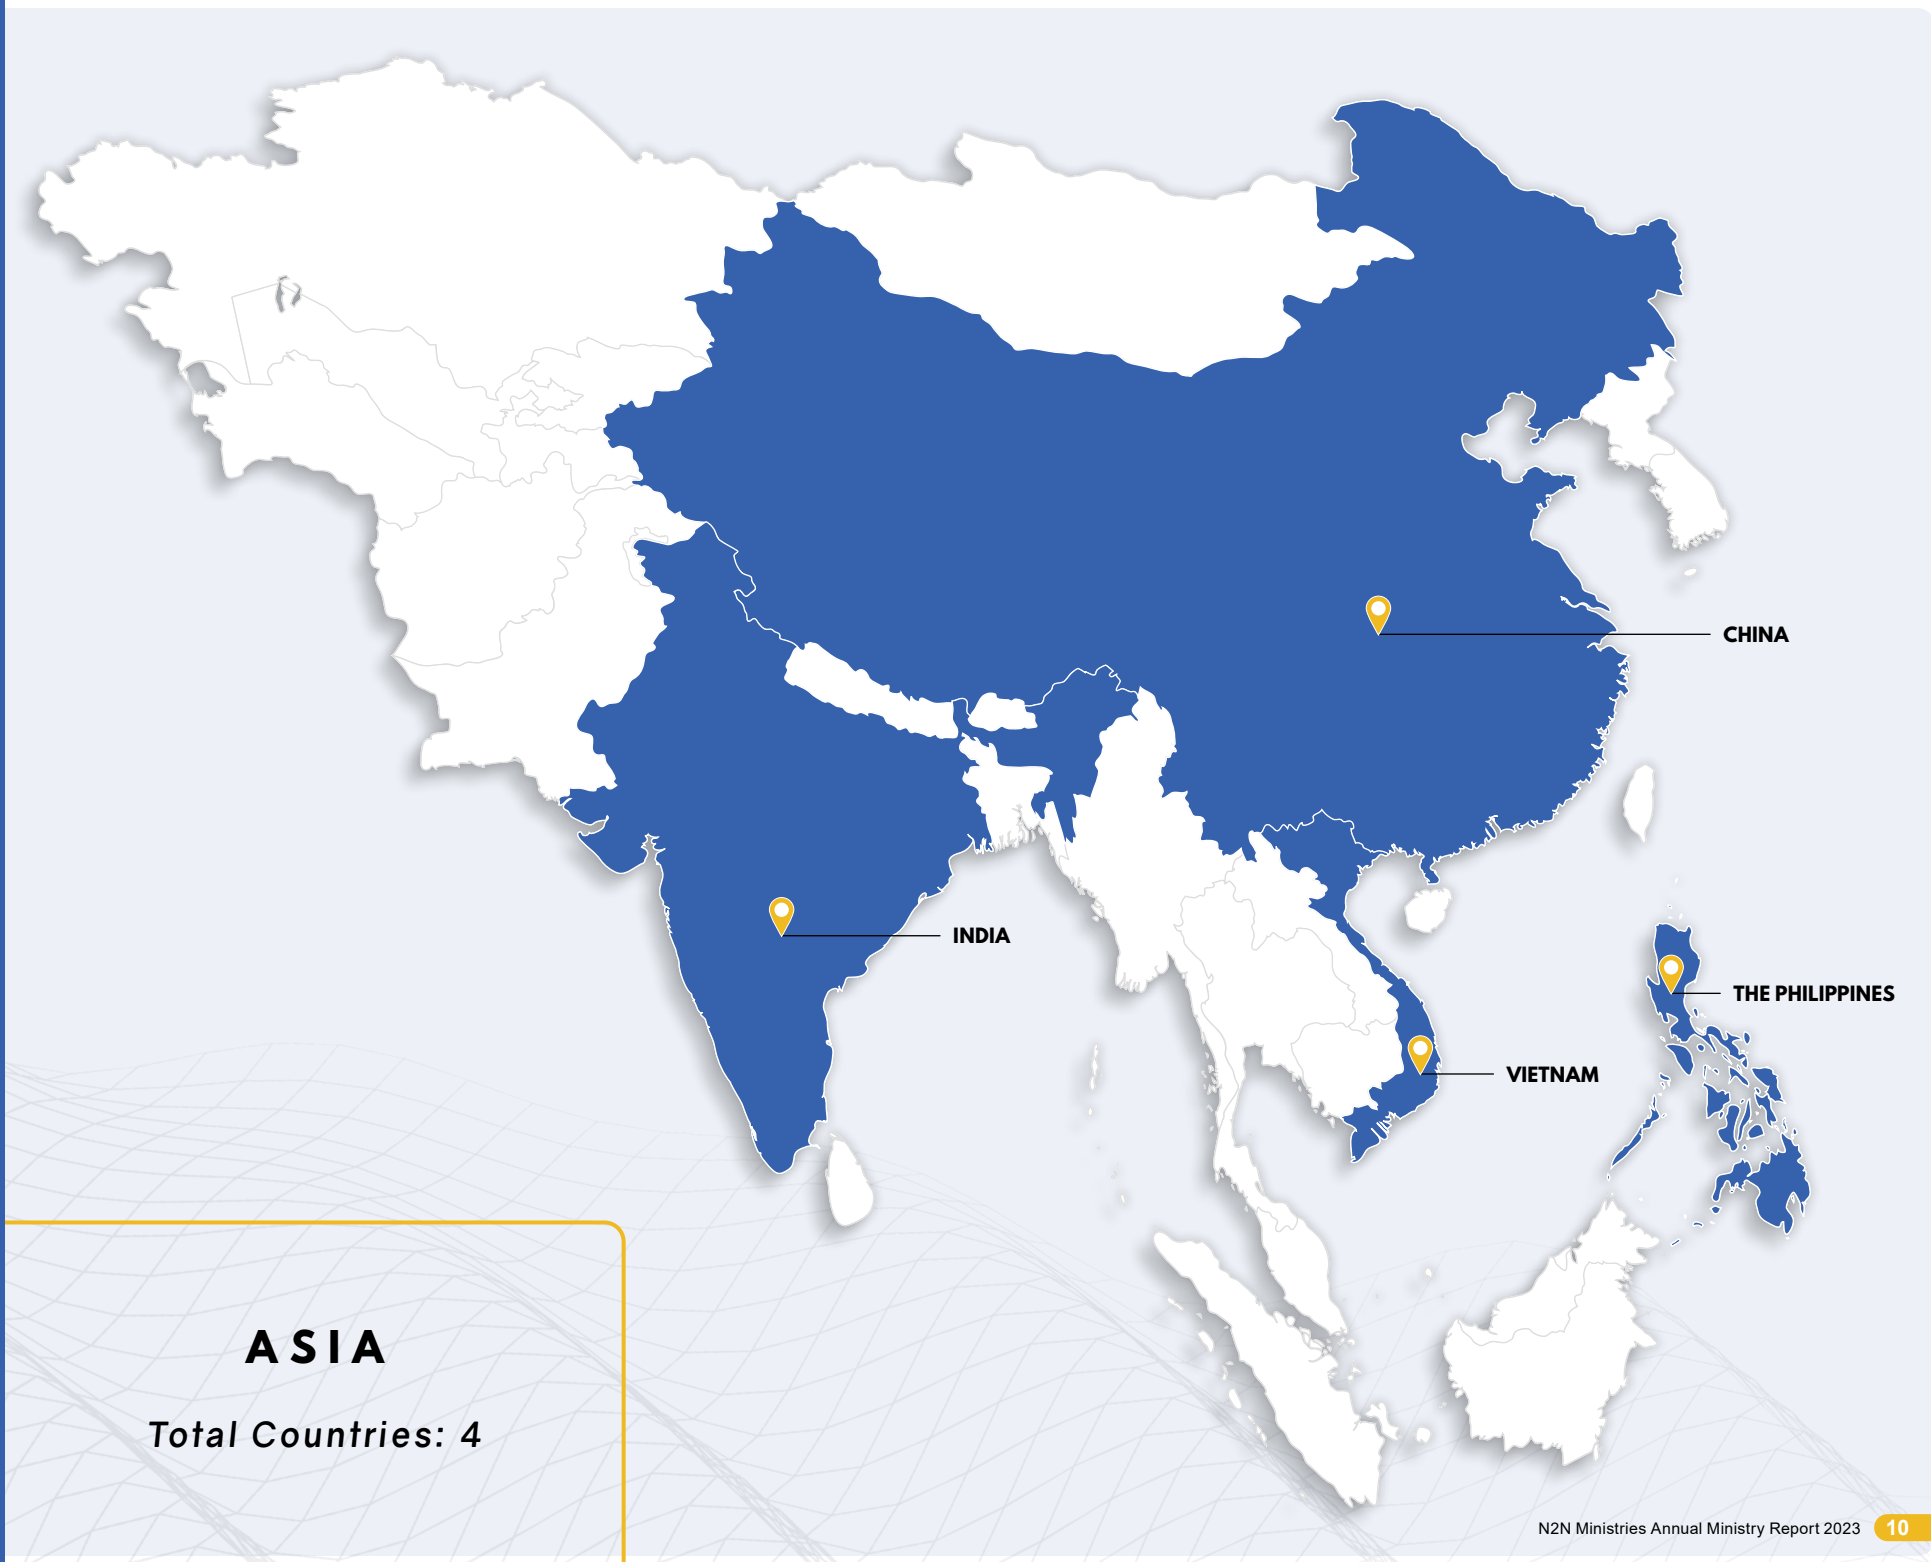 CHINA
INDIA
THE PHILIPPINES
VIETNAM
ASIA
Total Countries: 4
N2N Ministries Annual Ministry Report 2023 10